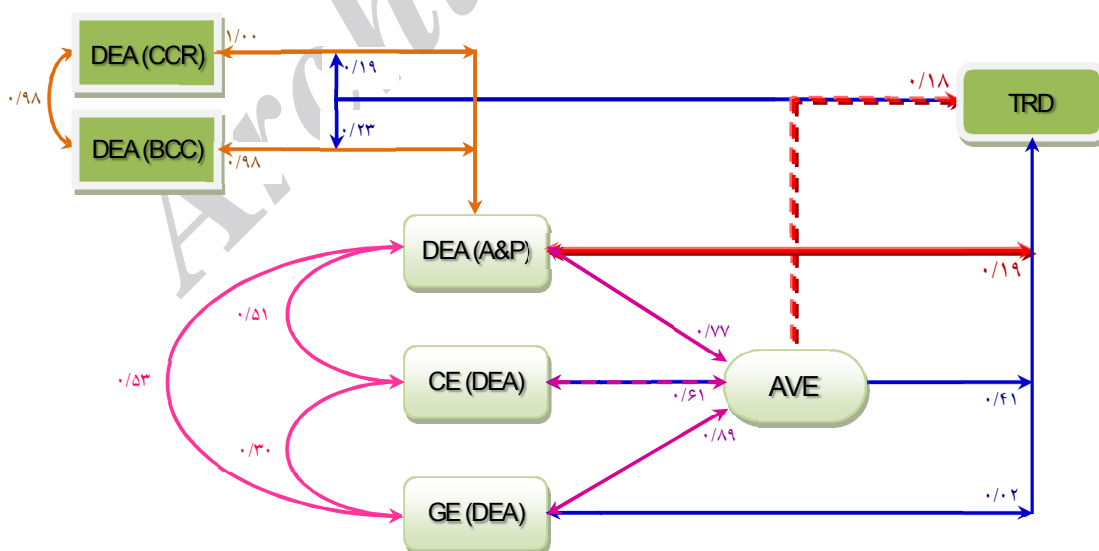 ۱/۰۰
DEA (CCR)
۰/۱۹
۰/۱۸
TRD
۰/۹۸
۰/۲۳
DEA (BCC)
۰/۹۸
DEA (A&P)
۰/۱۹
۰/۵۱
۰/۷۷
۰/۵۳
CE (DEA)
۰/۶۱
AVE
۰/۴۱
۰/۸۹
۰/۳۰
GE (DEA)
۰/۰۲